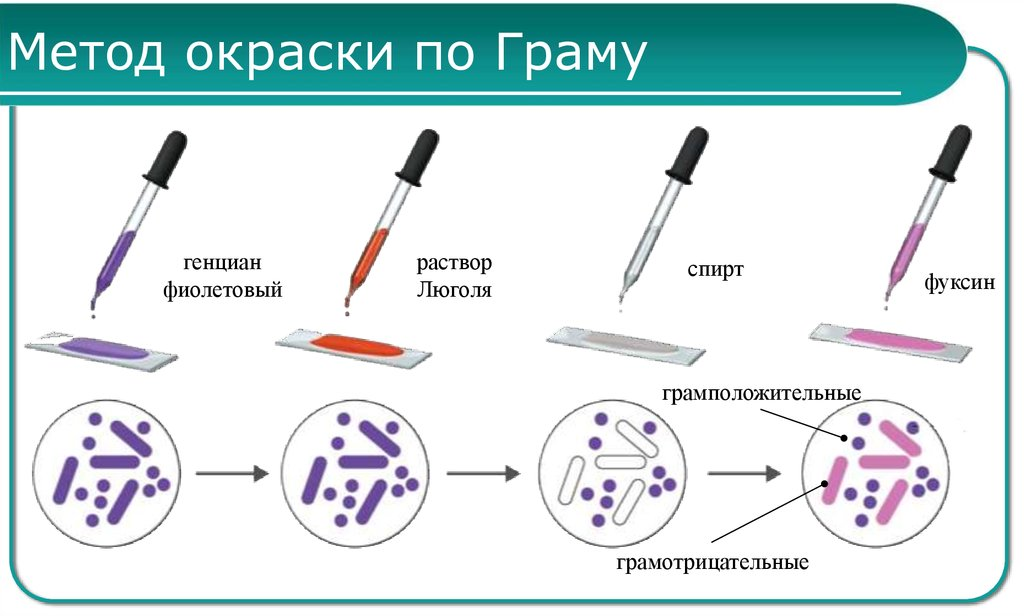 Метод окраски по Граму
генциан
фиолетовый
раствор
Люголя
спирт
фуксин
грамположительные
грамотрицательные